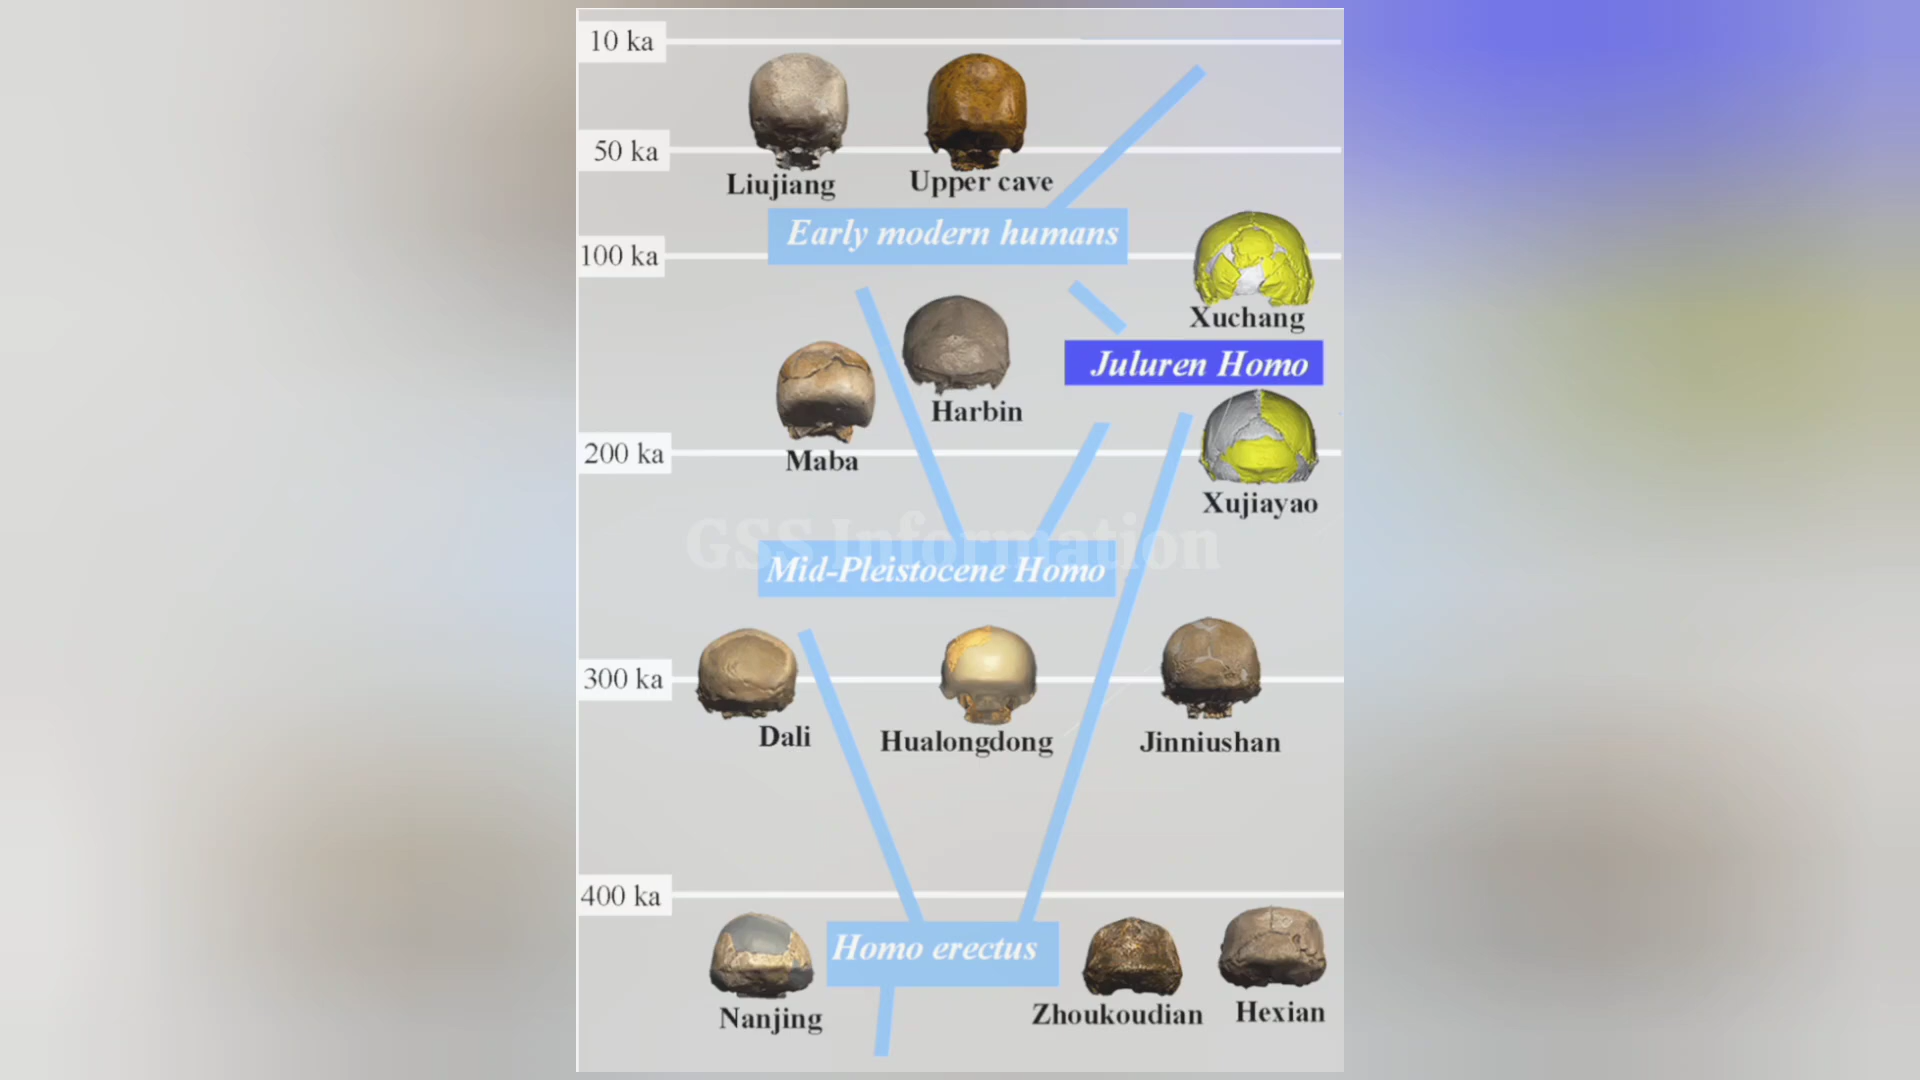 10 ka
50 ka
Liujiang
Upper cave
Early modern humans
100 ka
Xuchang
Juluren Homo
Harbin
200 ka
Maba
Xujiayao
GSS Information
Mid-Pleistocene Homo
300 ka
Dali
Hualongdong
Jinniushan
400 ka
Homo erectus
Nanjing
Zhoukoudian
Hexian